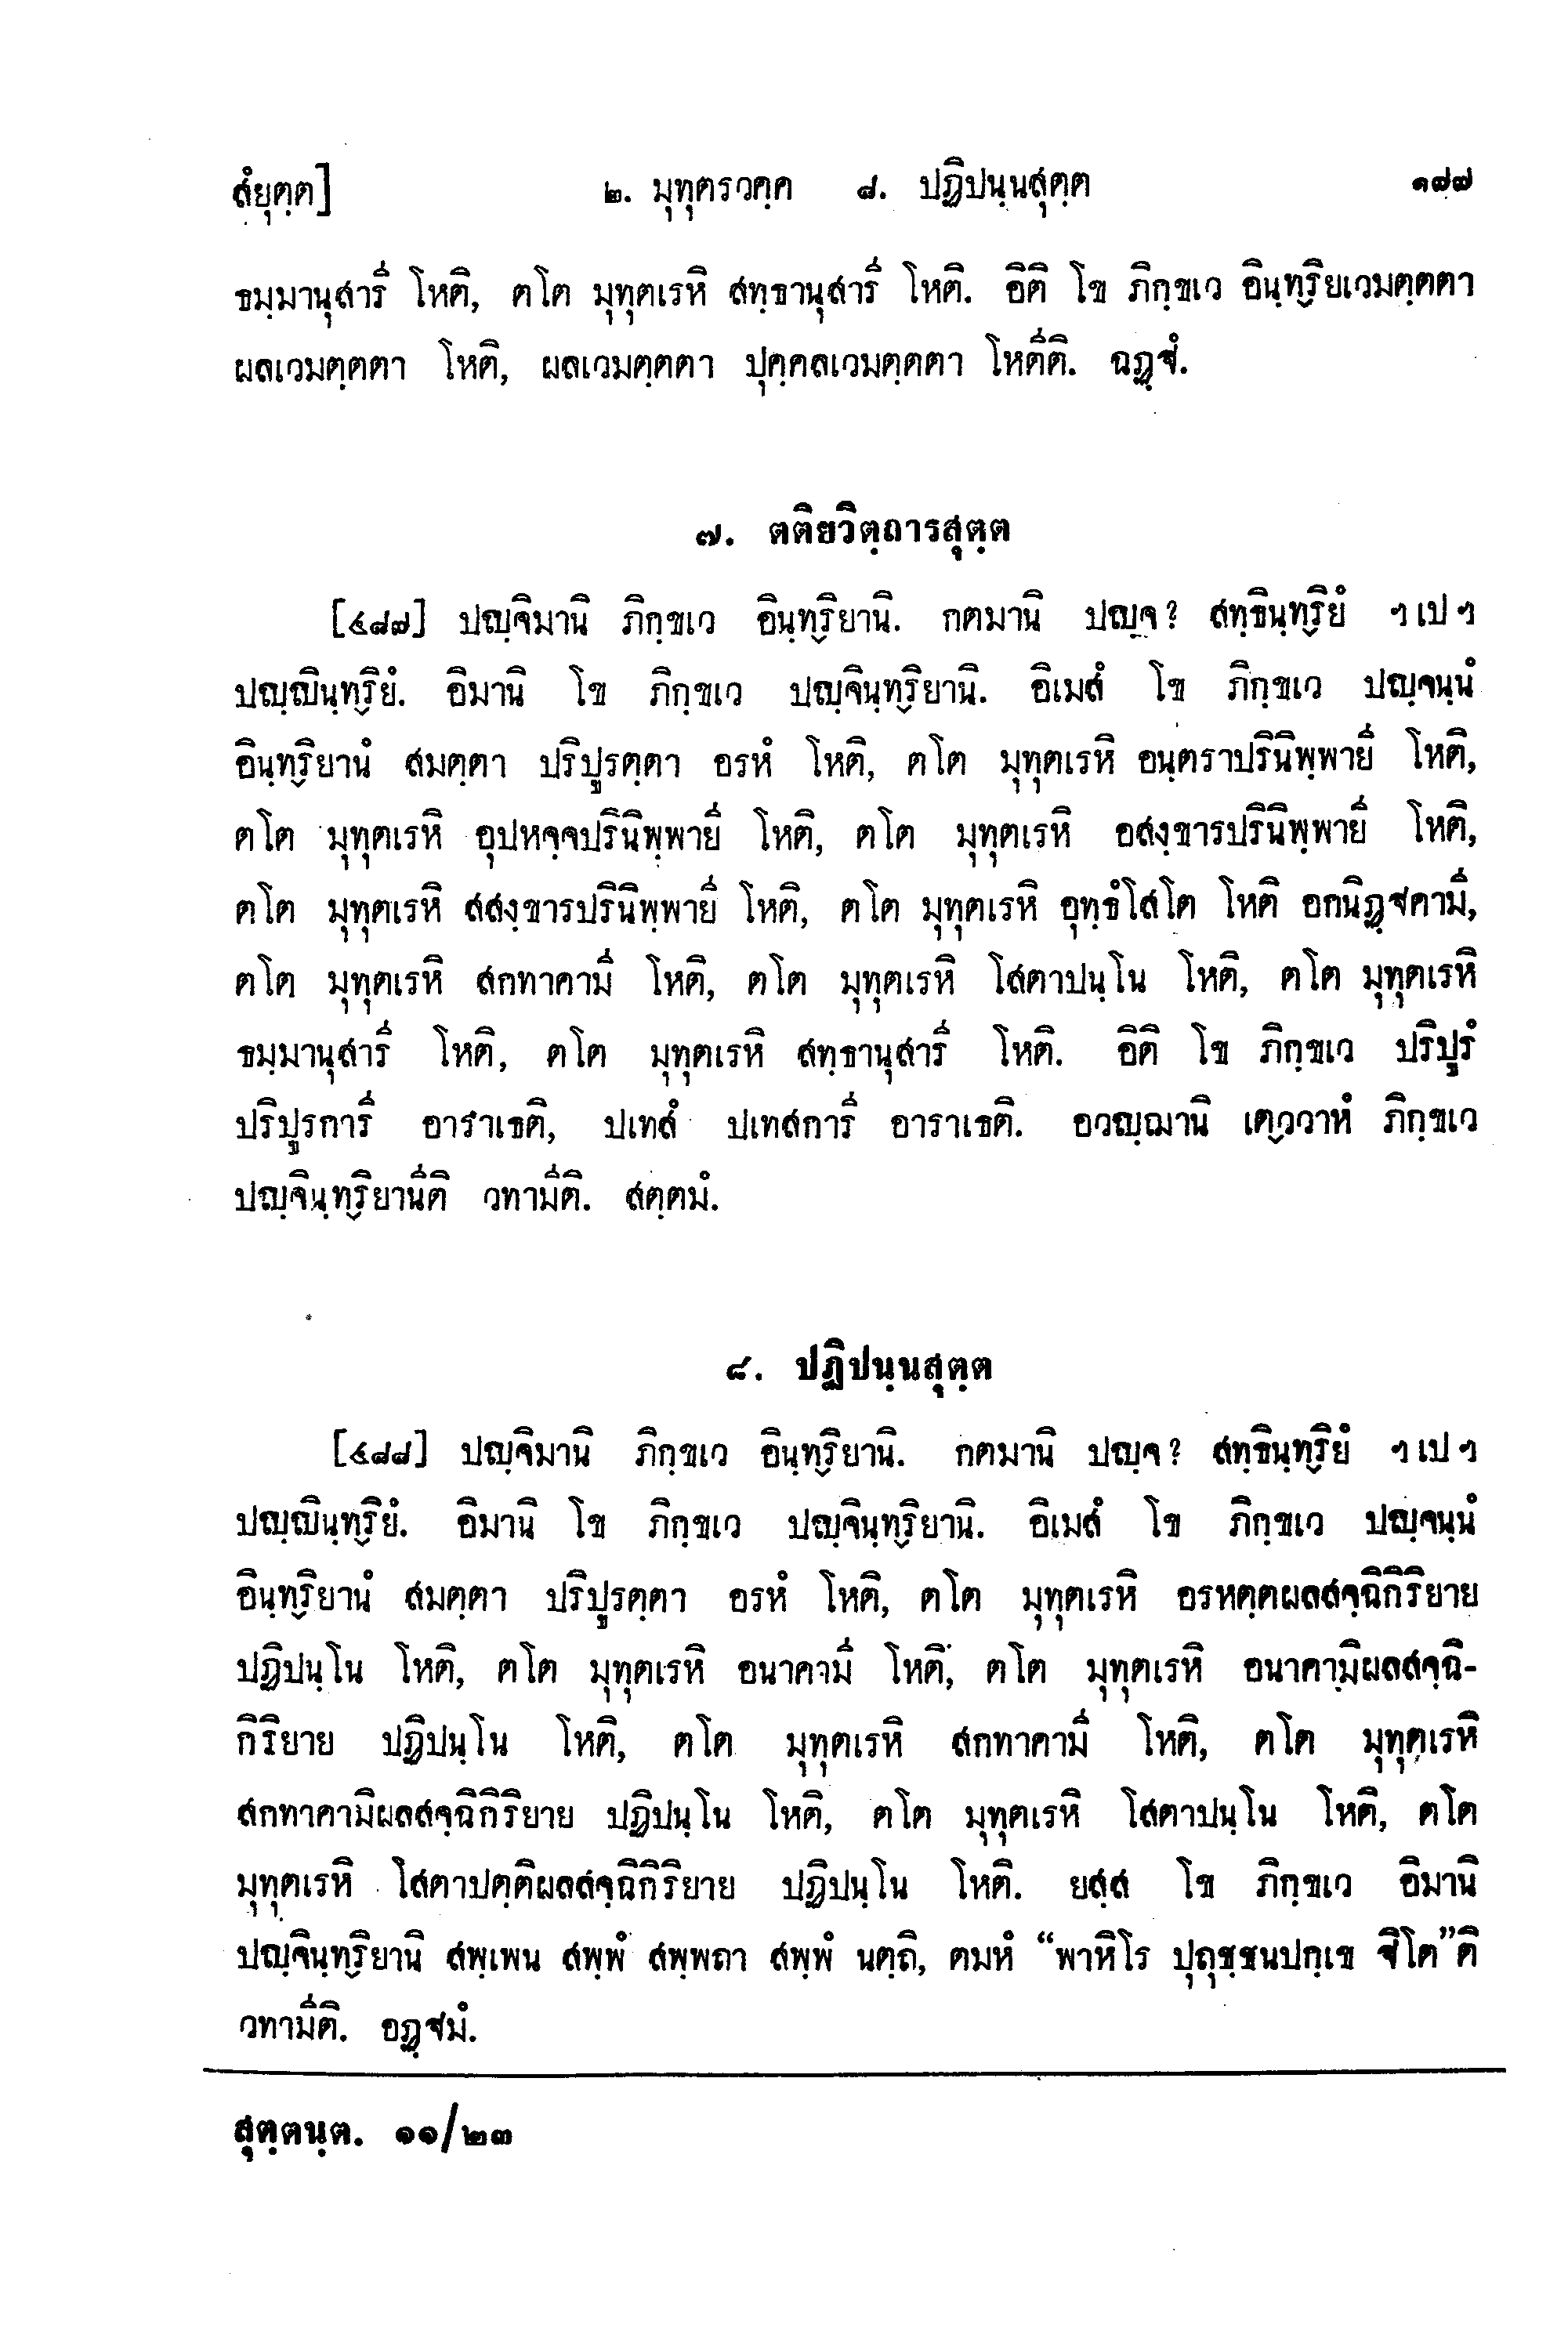 สํยุตฺต] ๒. มุทุตรวคฺค ๘. ปฏิปนฺนสุตฺต ๑๘๗
ธมฺมานุสารี โหติ, ตโต มุทุตเรหิ สทฺธานุสารี โหติ. อิติ โข ภิกฺขเว อินฺทฺริยเวมตฺตตา
ผลเวมตฺตตา โหติ, ผลเวมตฺตตา ปุคฺคลเวมตฺตตา โหตีติ. ฉฏฺฐํ.
๗. ตติยวิตฺถารสุตฺต
[๔๘๗] ปญฺจิมานิ ภิกฺขเว อินฺทฺริยานิ. กตมานิ ปญฺจ? สทฺธินฺทฺริยํ ฯเปฯ
ปญฺญินฺทฺริยํ. อิมานิ โข ภิกฺขเว ปญฺจินฺทฺริยานิ. อิเมสํ โข ภิกฺขเว ปญฺจนฺนํ
อินฺทฺริยานํ สมตฺตา ปริปูรตฺตา อรหํ โหติ, ตโต มุทุตเรหิ อนฺตราปรินิพฺพายี โหติ,
ตโต มุทุตเรหิ อุปหจฺจปรินิพฺพายี โหติ, ตโต มุทุตเรหิ อสงฺขารปรินิพฺพายี โหติ,
ตโต มุทุตเรหิ สสงฺขารปรินิพฺพายี โหติ, ตโต มุทุตเรหิ อุทฺธํโสโต โหติ อกนิฏฺฐคามี,
ตโต มุทุตเรหิ สกทาคามี โหติ, ตโต มุทุตเรหิ โสตาปนฺโน โหติ, ตโต มุทุตเรหิ
ธมฺมานุสารี โหติ, ตโต มุทุตเรหิ สทฺธานุสารี โหติ. อิติ โข ภิกฺขเว ปริปูรํ
ปริปูรการี อาราเธติ, ปเทสํ ปเทสการี อาราเธติ. อวญฺฌานิ เตฺววาหํ ภิกฺขเว
ปญฺจินฺทฺริยานีติ วทามีติ. สตฺตมํ.
๘. ปฏิปนฺนสุตฺต
[๔๘๘] ปญฺจิมานิ ภิกฺขเว อินฺทฺริยานิ. กตมานิ ปญฺจ? สทฺธินฺทฺริยํ ฯเปฯ
ปญฺญินฺทฺริยํ. อิมานิ โข ภิกฺขเว ปญฺจินฺทฺริยานิ. อิเมสํ โข ภิกฺขเว ปญฺจนฺนํ
อินฺทฺริยานํ สมตฺตา ปริปูรตฺตา อรหํ โหติ, ตโต มุทุตเรหิ อรหตฺตผลสจฺฉิกิริยาย
ปฏิปนฺโน โหติ, ตโต มุทุตเรหิ อนาคามี โหติ, ตโต มุทุตเรหิ อนาคามิผลสจฺฉิ-
กิริยาย ปฏิปนฺโน โหติ, ตโต มุทุตเรหิ สกทาคามี โหติ, ตโต มุทุตเรหิ
สกทาคามิผลสจฺฉิกิริยาย ปฏิปนฺโน โหติ, ตโต มุทุตเรหิ โสตาปนฺโน โหติ, ตโต
มุทุตเรหิ โสตาปตฺติผลสจฺฉิกิริยาย ปฏิปนฺโน โหติ. ยสฺส โข ภิกฺขเว อิมานิ
ปญฺจินฺทฺริยานิ สพฺเพน สพฺพํ สพฺพถา สพฺพํ นตฺถิ, ตมหํ “พาหิโร ปุถุชฺชนปกฺเข ฐิโต”ติ
วทามีติ. อฏฺฐมํ.
สุตฺตนฺต. ๑๑/๒๓